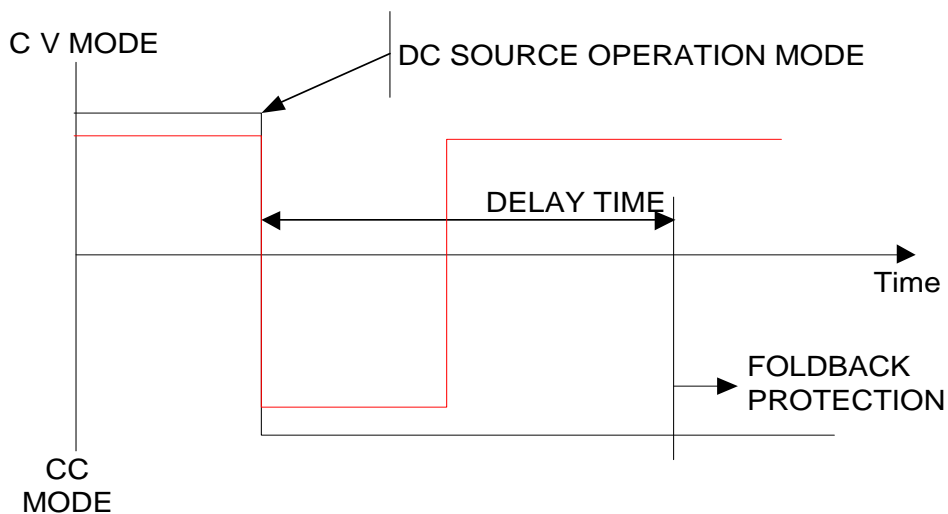 C V MODE
DC SOURCE OPERATION MODE
DELAY TIME
Time
FOLDBACK
PROTECTION
CC
MODE